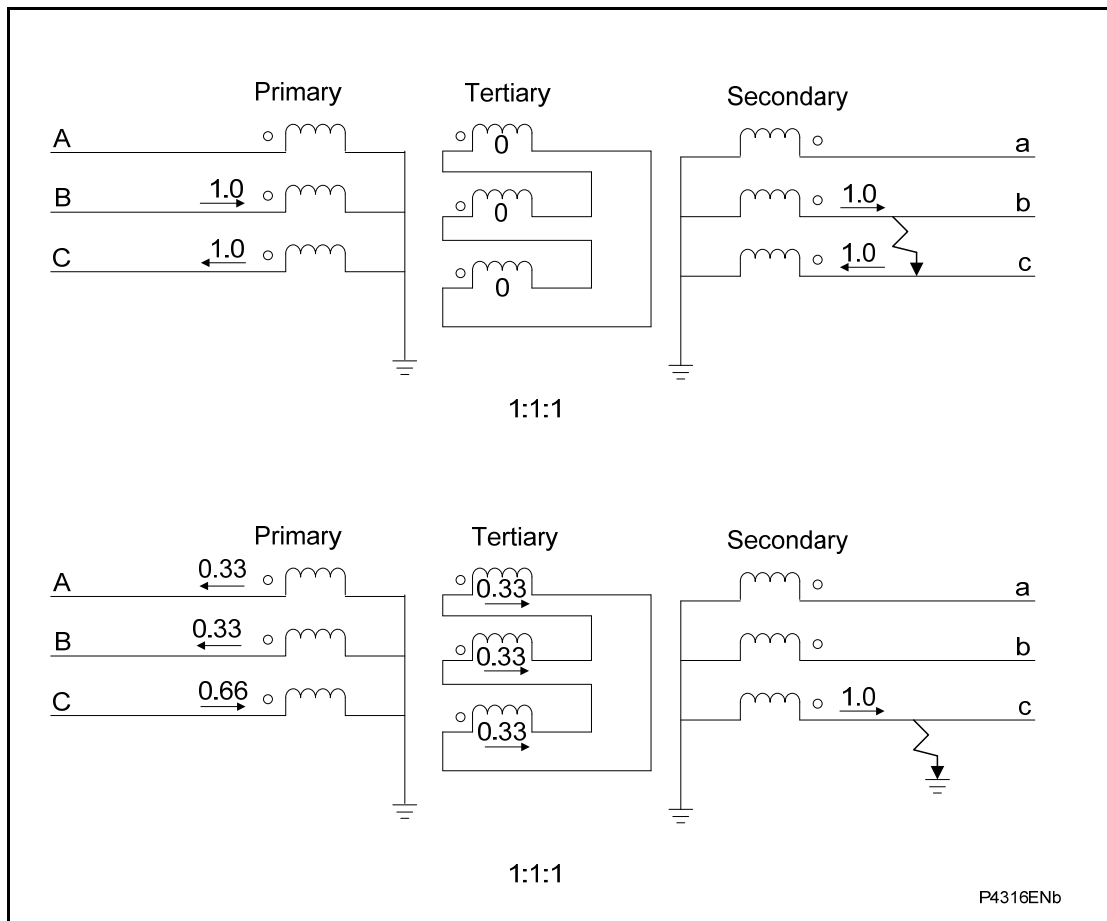 Primary Tertiary Secondary
A 0 a
B 1.0 0 1.0 b
C 1.0 0 1.0 c
1:1:1
Primary Tertiary Secondary
A 0.33 0.33 a
B 0.33 0.33 b
C 0.66 0.33 1.0 c
1:1:1
P4316ENb